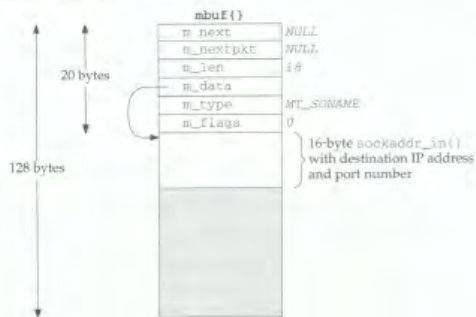 mbuf{}
m_next NULL
m_nextpkt NULL
m_len
20 bytes
m_data
m_type MT_SONAME
m_flags 0
16-byte sockaddr_in{}
with destination IP address
and port number
128 bytes